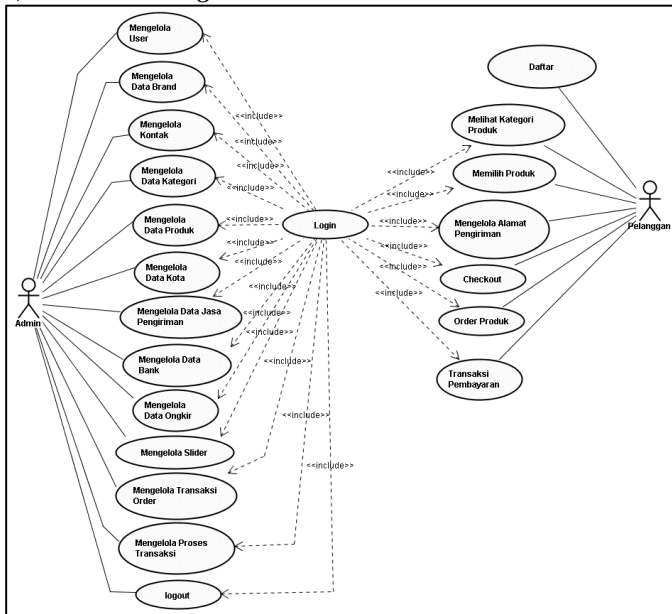 Mengelola
User
Mengelola
Data Brand
Mengelola
Kontak
Mengelola
Data Kategori
Mengelola
Data Produk
Mengelola
Data Kota
Mengelola Data Jasa
Pengiriman
Mengelola Data
Bank
Mengelola
Data Ongkir
Mengelola Slider
Mengelola Transaksi
Order
Mengelola Proses
Transaksi
logout
Admin
<<include>>
<<include>>
<<include>>
<<include>>
<<include>>
<<include>>
<<include>>
<<include>>
<<include>>
<<include>>
<<include>>
<<include>>
Login
<<include>>
<<include>>
<<include>>
<<include>>
<<include>>
<<include>>
Daftar
Melihat Kategori
Produk
Memilih Produk
Mengelola Alamat
Pengiriman
Checkout
Order Produk
Transaksi
Pembayaran
Pelanggan